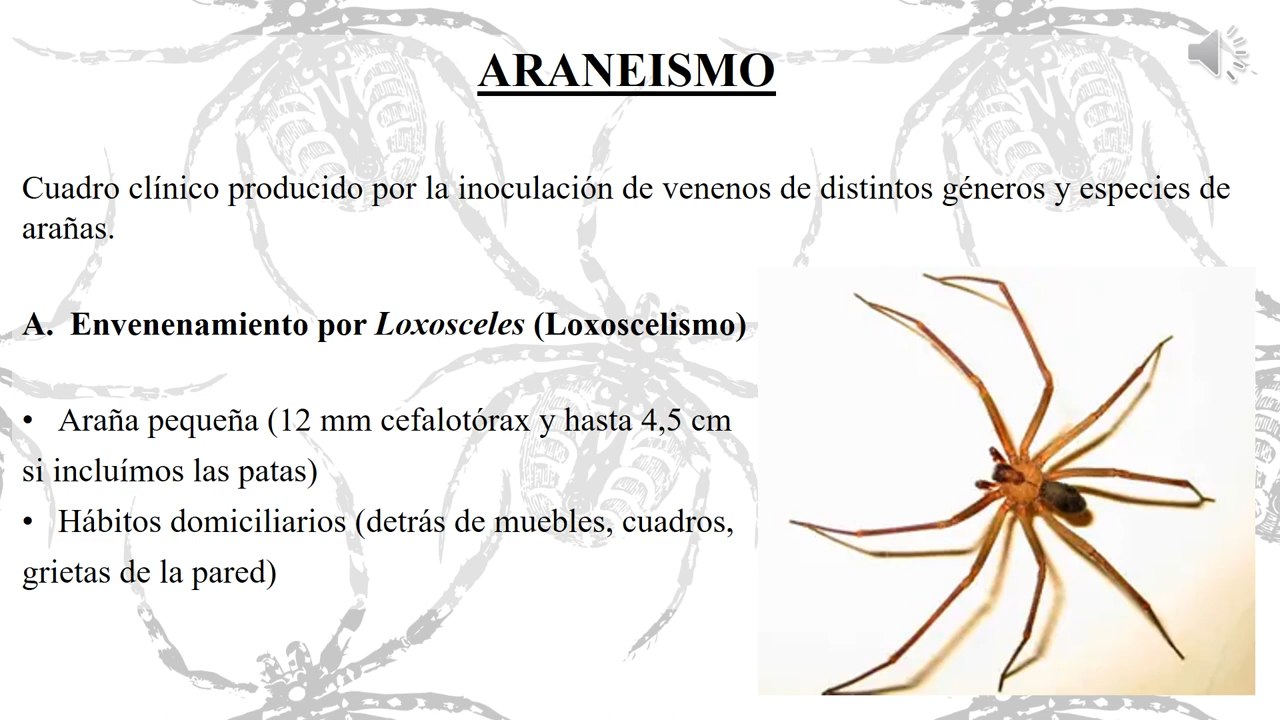 ARANEISMO
Cuadro clínico producido por la inoculación de venenos de distintos géneros y especies de
arañas.
A. Envenenamiento por Loxosceles (Loxoscelismo)
• Araña pequeña (12 mm cefalotórax y hasta 4,5 cm
si incluímos las patas)
• Hábitos domiciliarios (detrás de muebles, cuadros,
grietas de la pared)